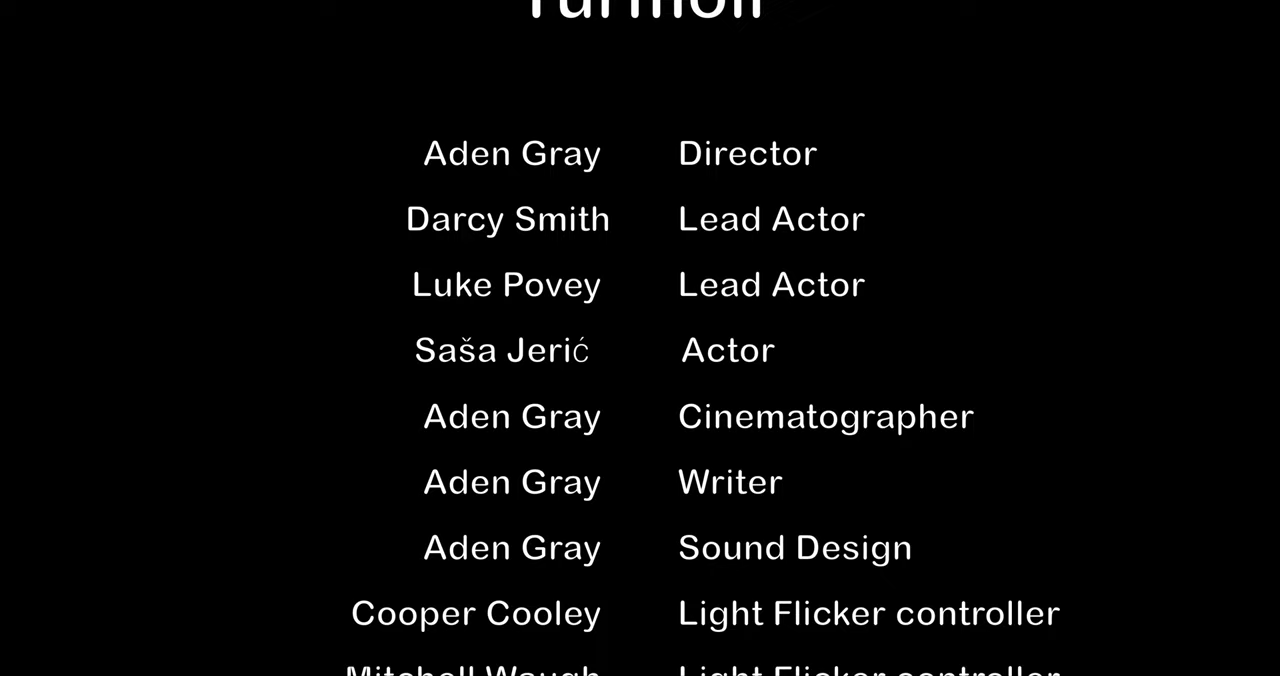 Turmoil
Aden Gray Director
Darcy Smith Lead Actor
Luke Povey Lead Actor
Saša Jerić Actor
Aden Gray Cinematographer
Aden Gray Writer
Aden Gray Sound Design
Cooper Cooley Light Flicker controller
Mitchell Waugh Light Flicker controller